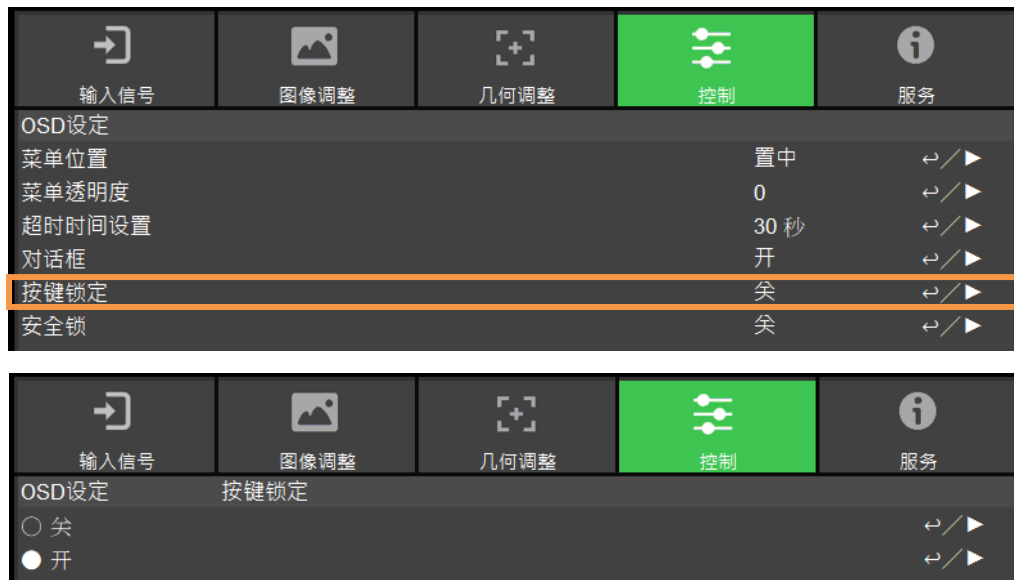 输入信号 图像调整 几何调整 控制 服务
OSD设定
菜单位置 置中 ↩/▶
菜单透明度 0 ↩/▶
超时时间设置 30 秒 ↩/▶
对话框 开 ↩/▶
按键锁定 关 ↩/▶
安全锁 关 ↩/▶
输入信号 图像调整 几何调整 控制 服务
OSD设定 按键锁定
○ 关 ↩/▶
● 开 ↩/▶